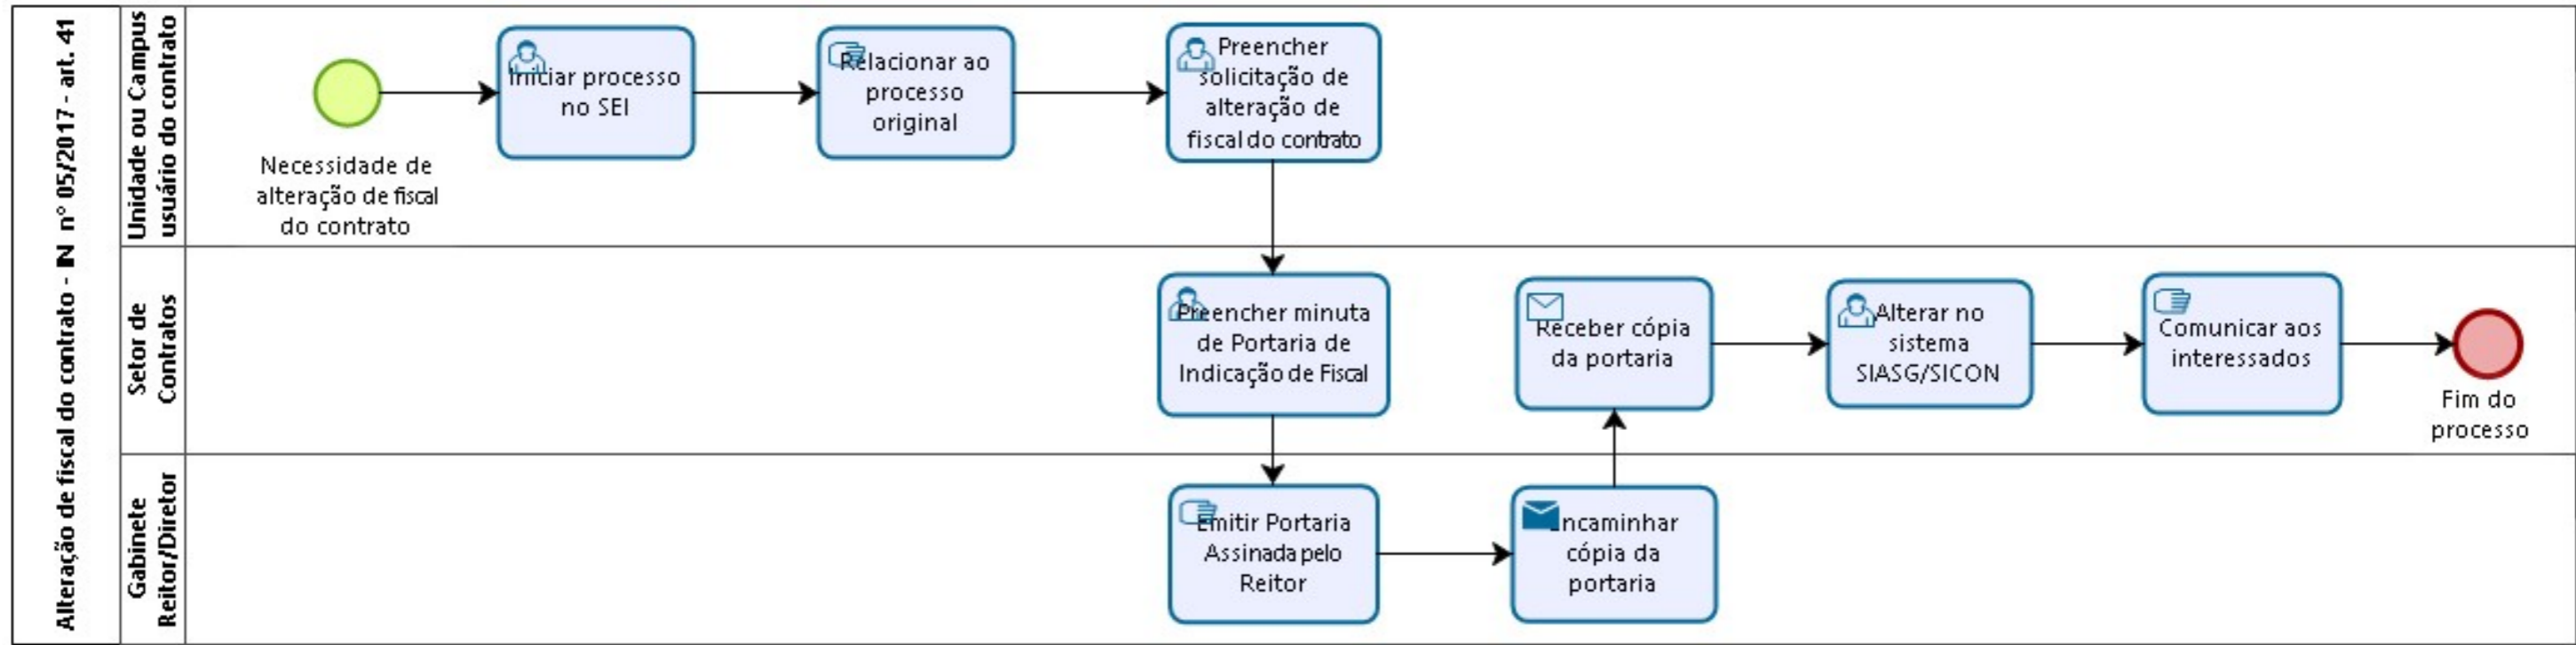 Alteração de fiscal do contrato - IN nº 05/2017 - art. 41
Unidade ou Campus
usuário do contrato
Necessidade de
alteração de fiscal
do contrato
Iniciar processo
no SEI
Relacionar ao
processo
original
Preencher
solicitação de
alteração de
fiscal do contrato
Setor de
Contratos
Preencher minuta
de Portaria de
Indicação de Fiscal
Receber cópia
da portaria
Alterar no
sistema
SIASG/SICON
Comunicar aos
interessados
Fim do
processo
Gabinete
Reitor/Diretor
Emitir Portaria
Assinada pelo
Reitor
Encaminhar
cópia da
portaria